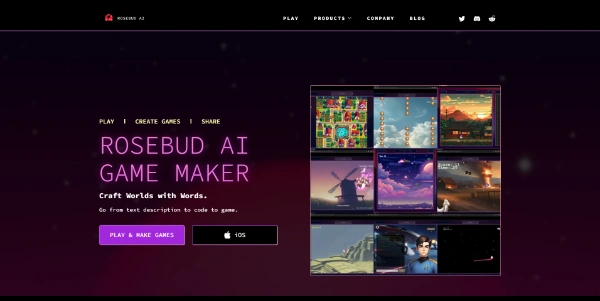 ROSEBUD AI
PLAY PRODUCTS COMPANY BLOG
PLAY | CREATE GAMES | SHARE
ROSEBUD AI
GAME MAKER
Craft Worlds with Words.
Go from text description to code to game.
PLAY & MAKE GAMES
iOS